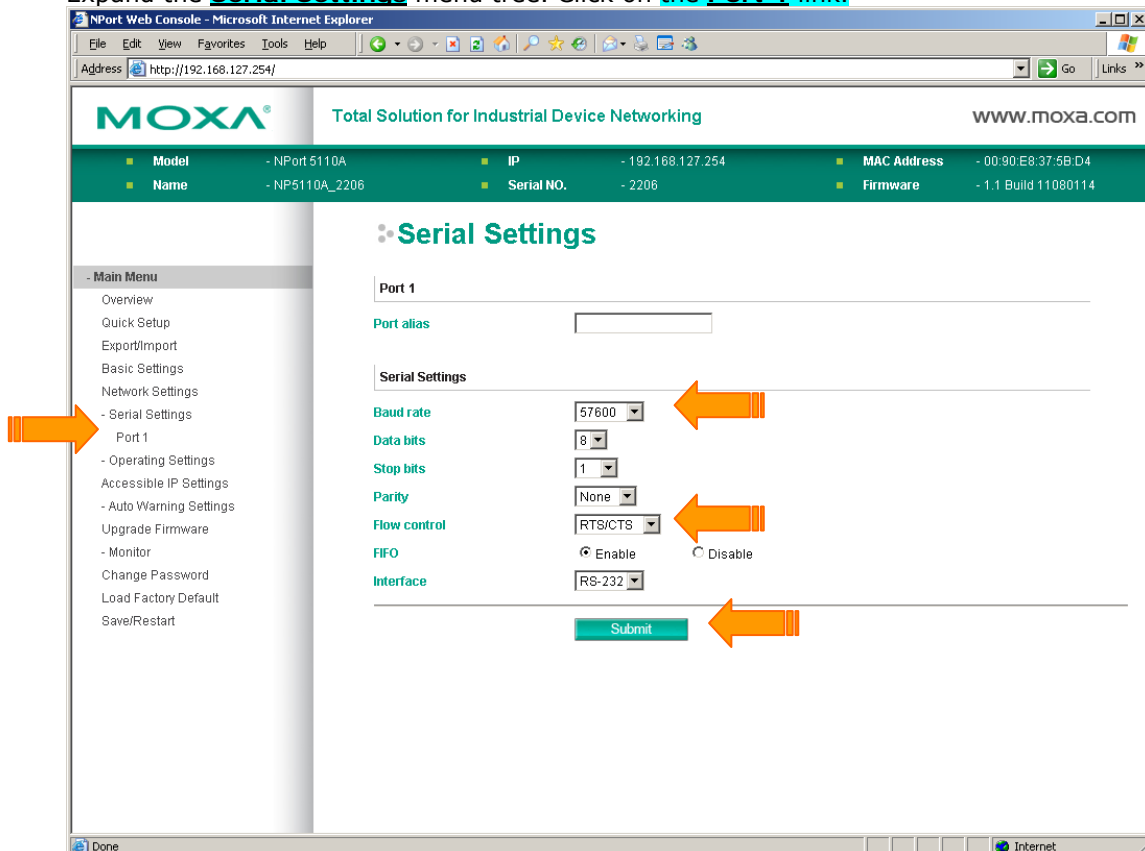 Expand the Serial Settings menu tree. Click on the Port 1 link.
NPort Web Console - Microsoft Internet Explorer
File Edit View Favorites Tools Help
Address http://192.168.127.254/ Go Links »
MOXA® Total Solution for Industrial Device Networking www.moxa.com
Model - NPort 5110A IP - 192.168.127.254 MAC Address - 00:90:E8:37:5B:D4
Name - NP5110A_2206 Serial NO. - 2206 Firmware - 1.1 Build 11080114
Serial Settings
- Main Menu
Overview
Quick Setup
Export/Import
Basic Settings
Network Settings
- Serial Settings
Port 1
- Operating Settings
Accessible IP Settings
- Auto Warning Settings
Upgrade Firmware
- Monitor
Change Password
Load Factory Default
Save/Restart
Port 1
Port alias
Serial Settings
Baud rate 57600
Data bits 8
Stop bits 1
Parity None
Flow control RTS/CTS
FIFO Enable Disable
Interface RS-232
Submit
Done Internet